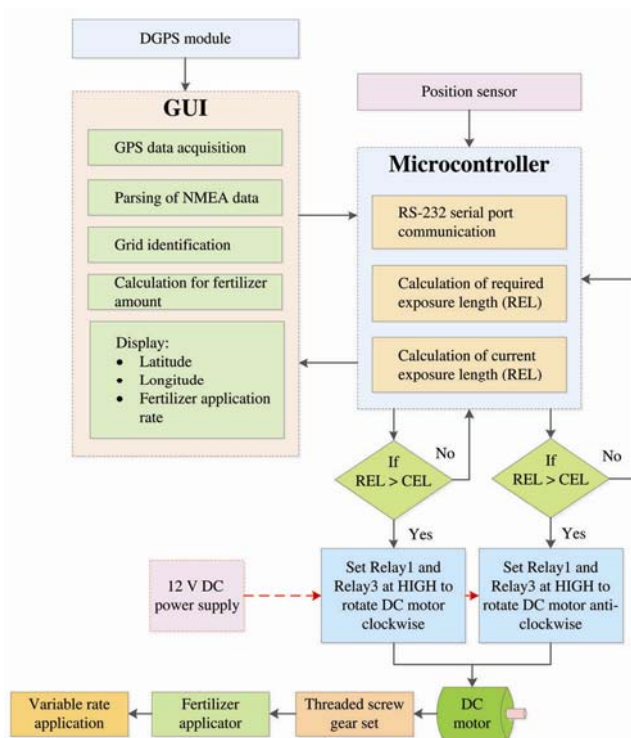 DGPS module
GUI
GPS data acquisition
Parsing of NMEA data
Grid identification
Calculation for fertilizer
amount
Display:
• Latitude
• Longitude
• Fertilizer application
rate
Position sensor
Microcontroller
RS-232 serial port
communication
Calculation of required
exposure length (REL)
Calculation of current
exposure length (REL)
If
REL > CEL
No
Yes
If
REL > CEL
No
Yes
12 V DC
power supply
Set Relay1 and
Relay3 at HIGH to
rotate DC motor
clockwise
Set Relay1 and
Relay3 at HIGH to
rotate DC motor anti-
clockwise
Variable rate
application
Fertilizer
applicator
Threaded screw
gear set
DC
motor